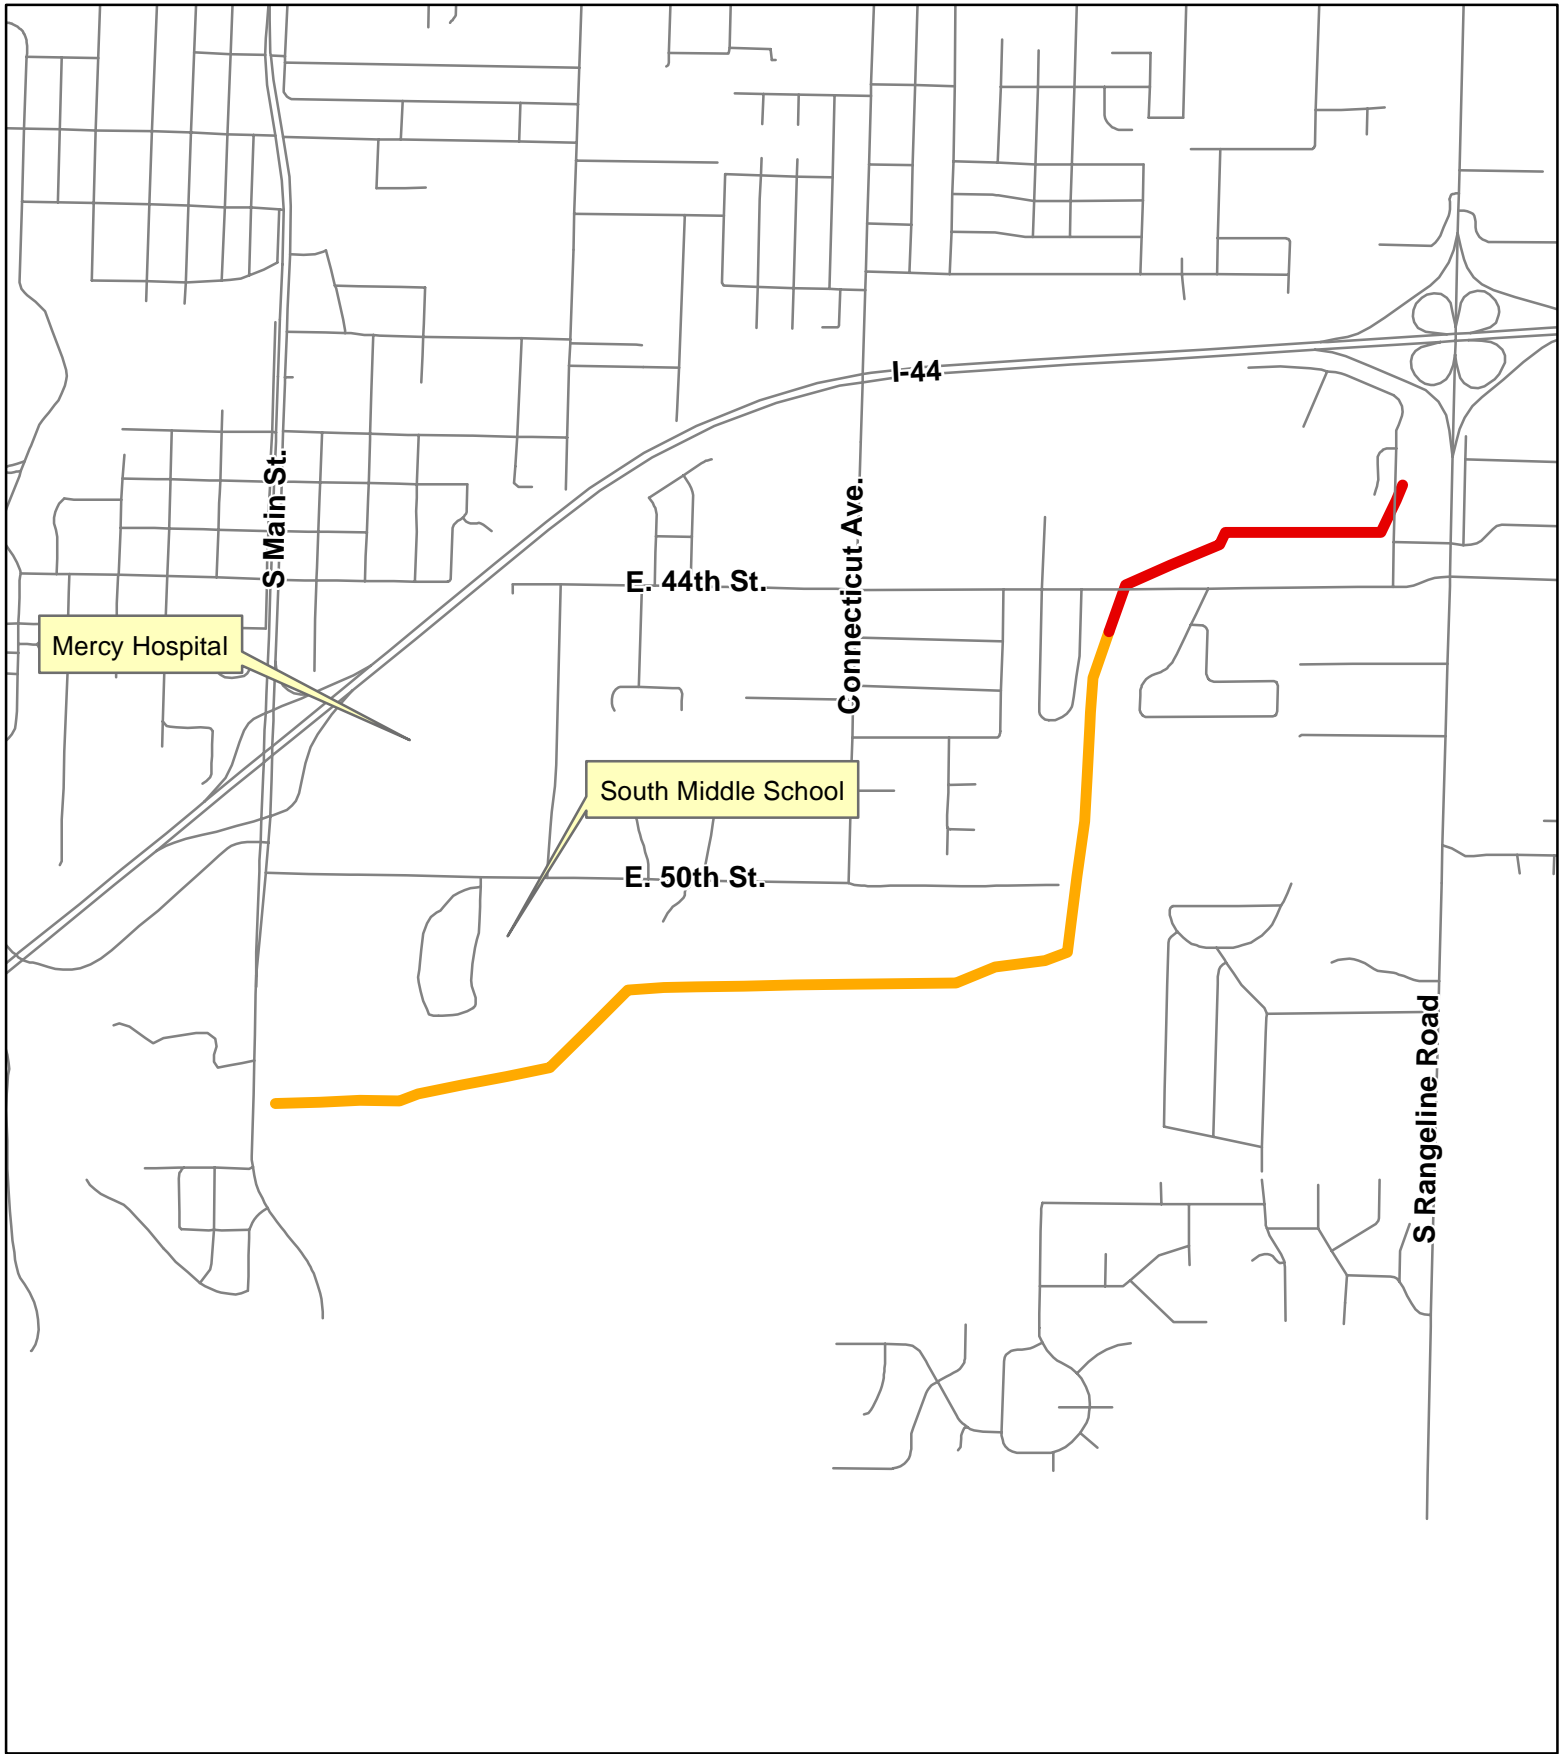 I-44
S Main St.
Connecticut Ave.
E. 44th St.
Mercy Hospital
South Middle School
E. 50th St.
S Rangeline Road